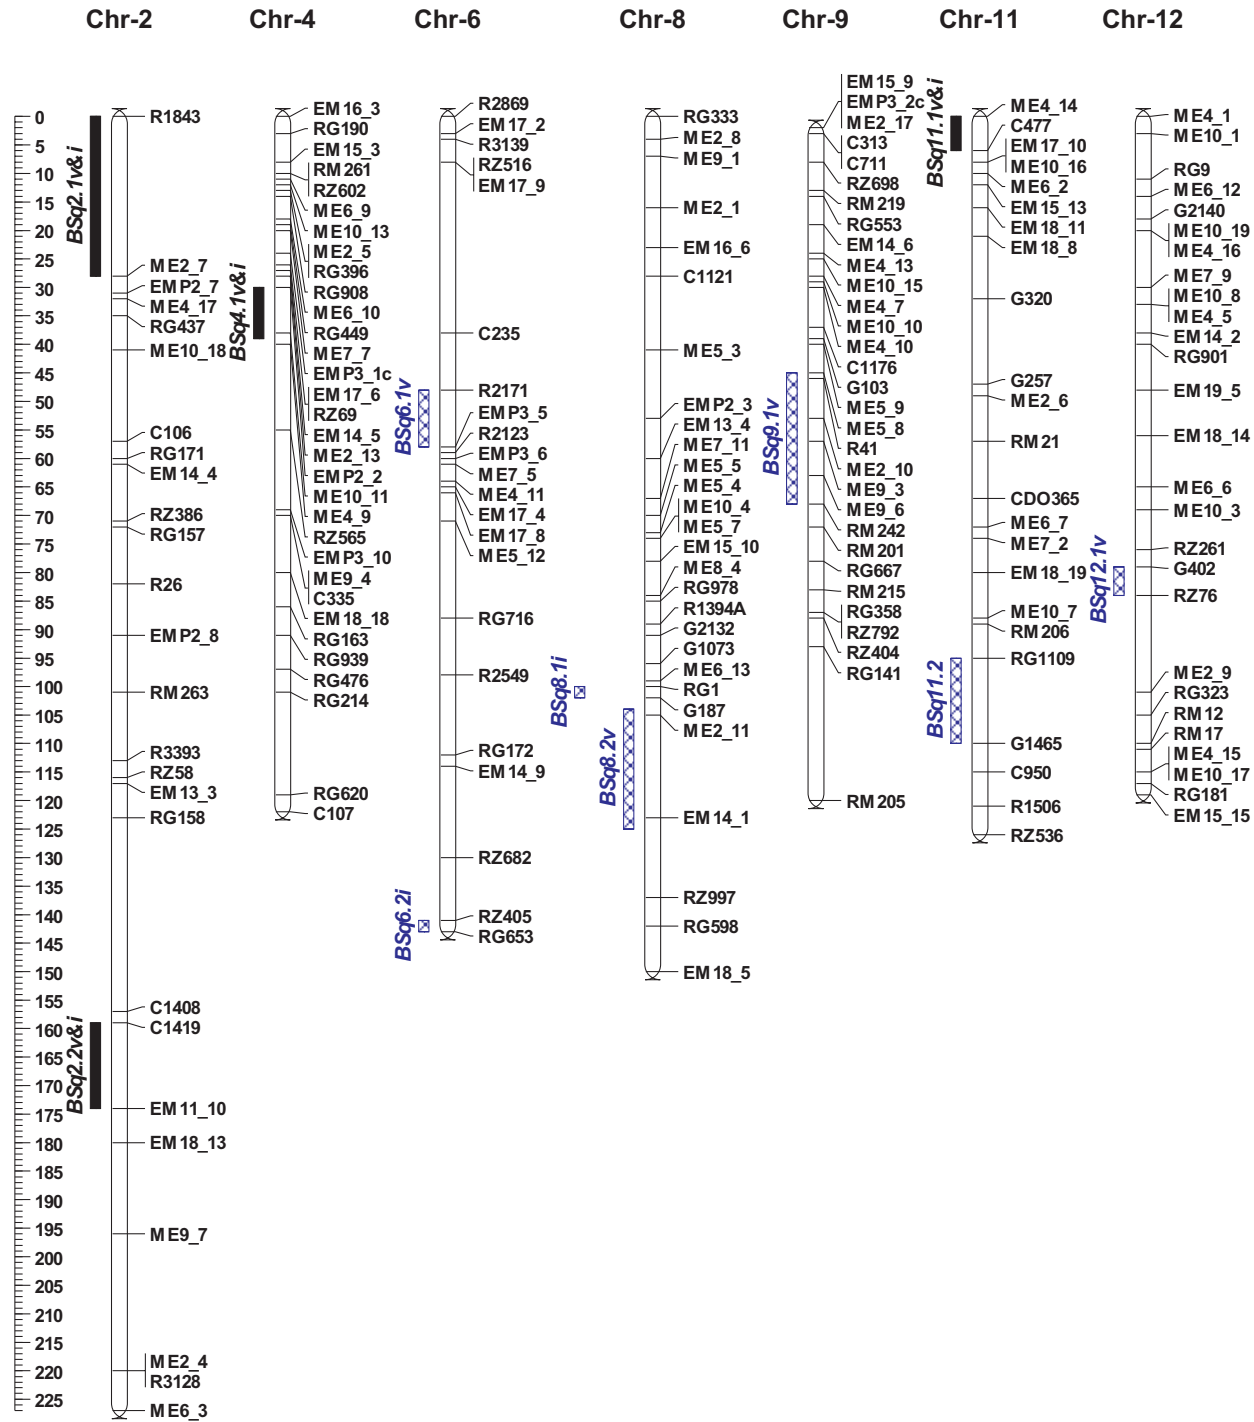 Chr-2 Chr-4 Chr-6 Chr-8 Chr-9 Chr-11 Chr-12
0
5
10
15
20
25
30
35
40
45
50
55
60
65
70
75
80
85
90
95
100
105
110
115
120
125
130
135
140
145
150
155
160
165
170
175
180
185
190
195
200
205
210
215
220
225
BSq2.1v&i
BSq2.2v&i
R1843
ME2_7
EMP2_7
ME4_17
RG437
ME10_18
C106
RG171
EM14_4
RZ386
RG157
R26
EMP2_8
RM263
R3393
RZ58
EM13_3
RG158
C1408
C1419
EM11_10
EM18_13
ME9_7
ME2_4
R3128
ME6_3
BSq4.1v&i
EM16_3
RG190
EM15_3
RM261
RZ602
ME6_9
ME10_13
ME2_5
RG396
RG908
ME6_10
RG449
ME7_7
EMP3_1c
EM17_6
RZ69
EM14_5
ME2_13
EMP2_2
ME10_11
ME4_9
RZ565
EMP3_10
ME9_4
C335
EM18_18
RG163
RG939
RG476
RG214
RG620
C107
BSq6.1v
BSq6.2i
R2869
EM17_2
R3139
RZ516
EM17_9
C235
R2171
EMP3_5
R2123
EMP3_6
ME7_5
ME4_11
EM17_4
EM17_8
ME5_12
RG716
R2549
RG172
EM14_9
RZ682
RZ405
RG653
BSq8.1i
BSq8.2v
RG333
ME2_8
ME9_1
ME2_1
EM16_6
C1121
ME5_3
EMP2_3
EM13_4
ME7_11
ME5_5
ME5_4
ME10_4
ME5_7
EM15_10
ME8_4
RG978
R1394A
G2132
G1073
ME6_13
RG1
G187
ME2_11
EM14_1
RZ997
RG598
EM18_5
BSq9.1v
EM15_9
EMP3_2c
ME2_17
C313
C711
RZ698
RM219
RG553
EM14_6
ME4_13
ME10_15
ME4_7
ME10_10
ME4_10
C1176
G103
ME5_9
ME5_8
R41
ME2_10
ME9_3
ME9_6
RM242
RM201
RG667
RM215
RG358
RZ792
RZ404
RG141
RM205
BSq11.1v&i
BSq11.2
ME4_14
C477
EM17_10
ME10_16
ME6_2
EM15_13
EM18_11
EM18_8
G320
G257
ME2_6
RM21
CDO365
ME6_7
ME7_2
EM18_19
ME10_7
RM206
RG1109
G1465
C950
R1506
RZ536
BSq12.1v
ME4_1
ME10_1
RG9
ME6_12
G2140
ME10_19
ME4_16
ME7_9
ME10_8
ME4_5
EM14_2
RG901
EM19_5
EM18_14
ME6_6
ME10_3
RZ261
G402
RZ76
ME2_9
RG323
RM12
RM17
ME4_15
ME10_17
RG181
EM15_15